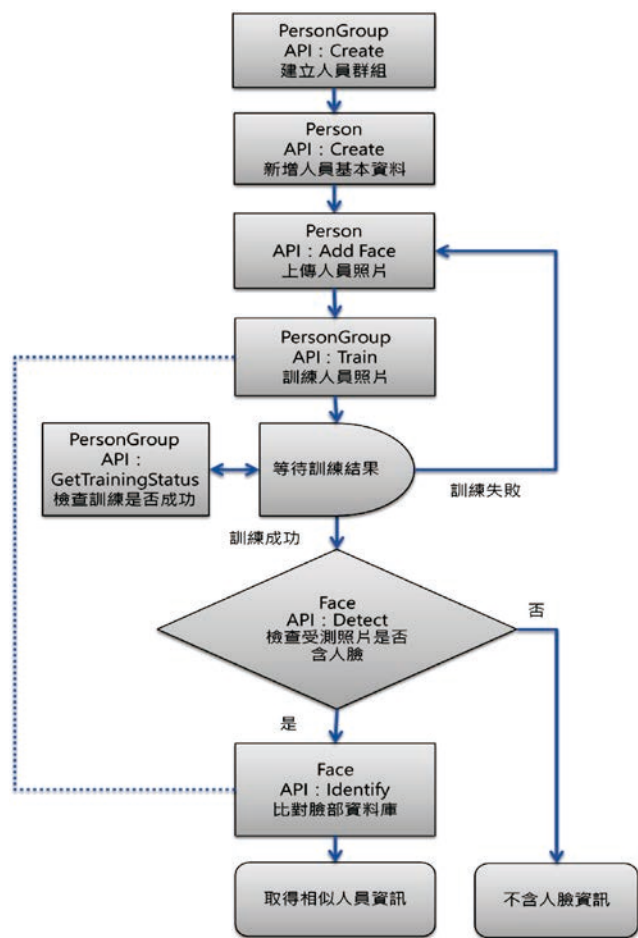 PersonGroup
API：Create
建立人員群組
Person
API：Create
新增人員基本資料
Person
API：Add Face
上傳人員照片
PersonGroup
API：Train
訓練人員照片
PersonGroup
API：
GetTrainingStatus
檢查訓練是否成功
等待訓練結果
訓練失敗
訓練成功
Face
API：Detect
檢查受測照片是否
含人臉
否
是
Face
API：Identify
比對臉部資料庫
取得相似人員資訊
不含人臉資訊